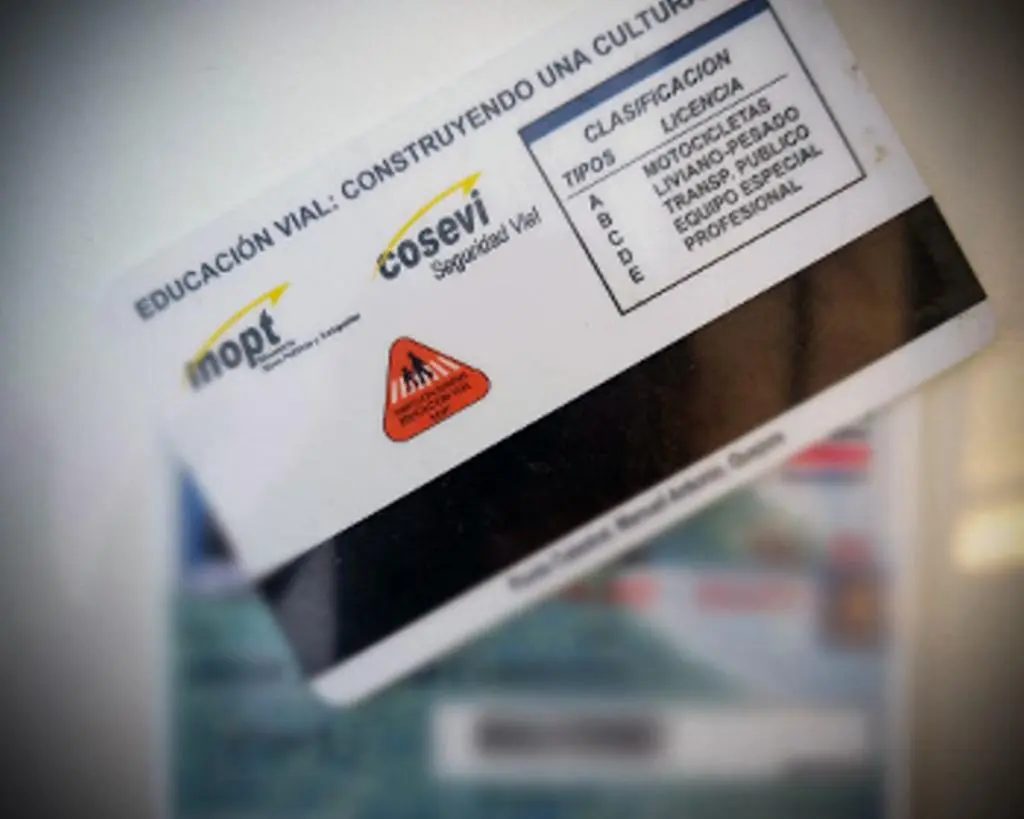 EDUCACIÓN VIAL: CONSTRUYENDO UNA CULTURA
mopt
cosevi
Seguridad Vial
CLASIFICACION
TIPOS LICENCIA
A MOTOCICLETAS
B LIVIANO-PESADO
C TRANSP. PUBLICO
D EQUIPO ESPECIAL
E PROFESIONAL